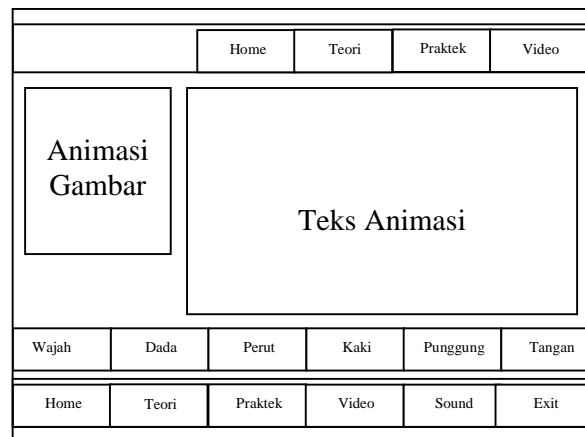 Home Teori Praktek Video
Animasi
Gambar
Teks Animasi
Wajah Dada Perut Kaki Punggung Tangan
Home Teori Praktek Video Sound Exit